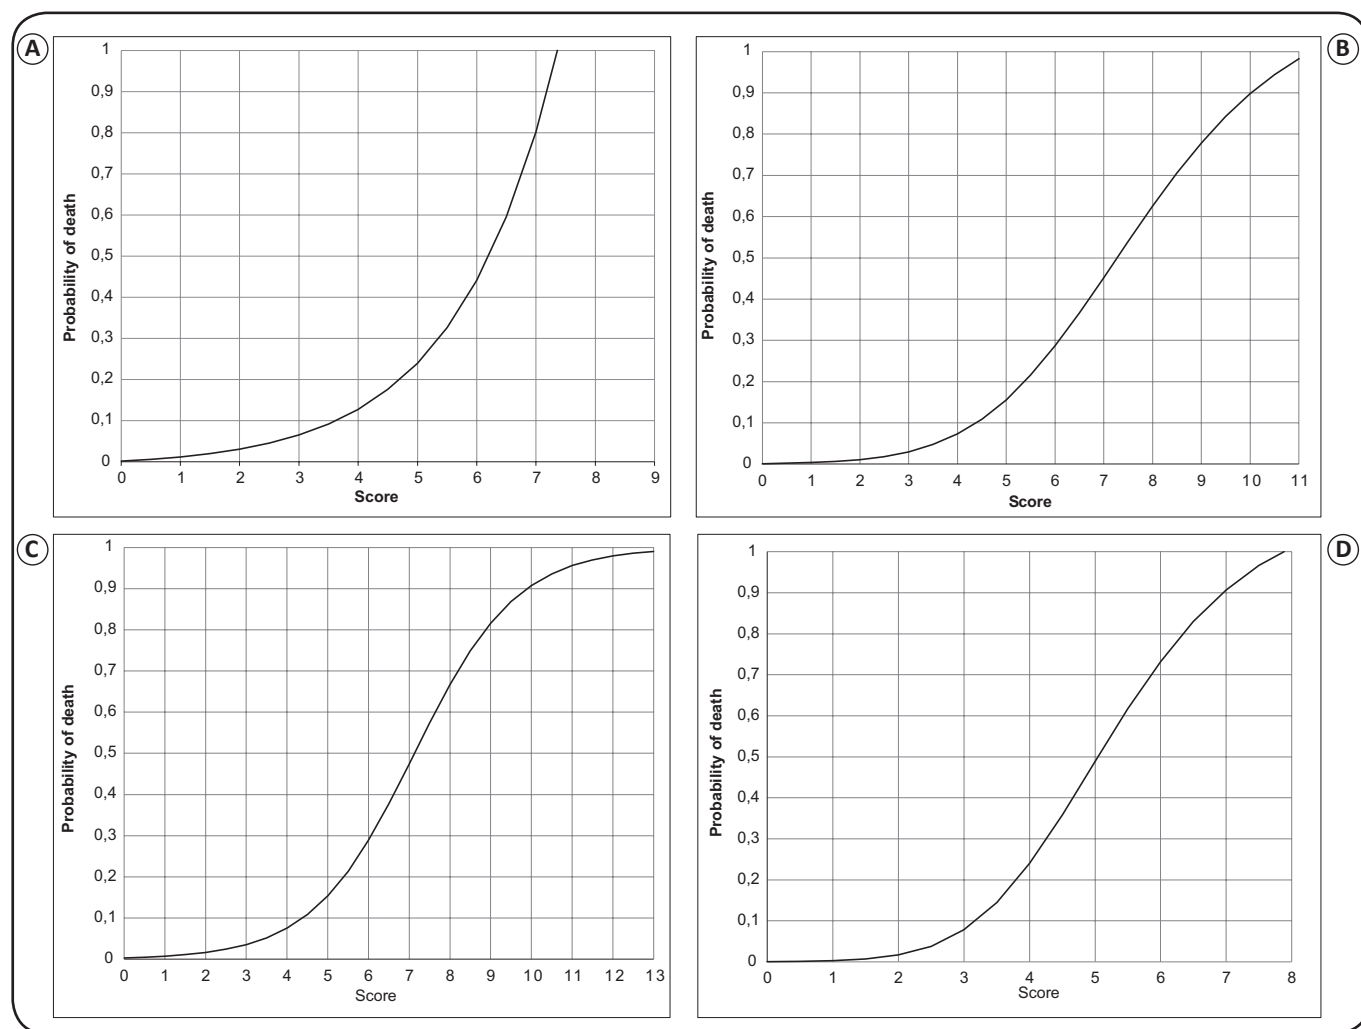 A
1
0,9
0,8
0,7
0,6
0,5
0,4
0,3
0,2
0,1
0
Probability of death
0 1 2 3 4 5 6 7 8 9
Score
B
1
0,9
0,8
0,7
0,6
0,5
0,4
0,3
0,2
0,1
0
Probability of death
0 1 2 3 4 5 6 7 8 9 10 11
Score
C
1
0,9
0,8
0,7
0,6
0,5
0,4
0,3
0,2
0,1
0
Probability of death
0 1 2 3 4 5 6 7 8 9 10 11 12 13
Score
D
1
0,9
0,8
0,7
0,6
0,5
0,4
0,3
0,2
0,1
0
Probability of death
0 1 2 3 4 5 6 7 8
Score